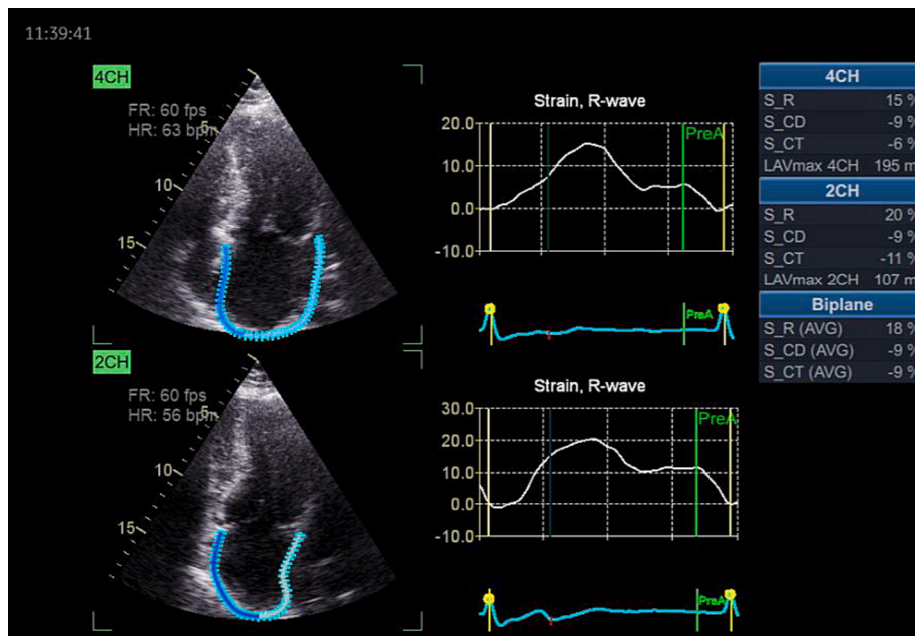 11:39:41
4CH
FR: 60 fps
HR: 63 bpm
5
10
15
Strain, R-wave
20.0
10.0
0.0
-10.0
PreA
PreA
4CH
S_R 15 %
S_CD -9 %
S_CT -6 %
LAVmax 4CH 195 m
2CH
S_R 20 %
S_CD -9 %
S_CT -11 %
LAVmax 2CH 107 m
Biplane
S_R (AVG) 18 %
S_CD (AVG) -9 %
S_CT (AVG) -9 %
2CH
FR: 60 fps
HR: 56 bpm
5
10
15
Strain, R-wave
30.0
20.0
10.0
0.0
-10.0
PreA
PreA